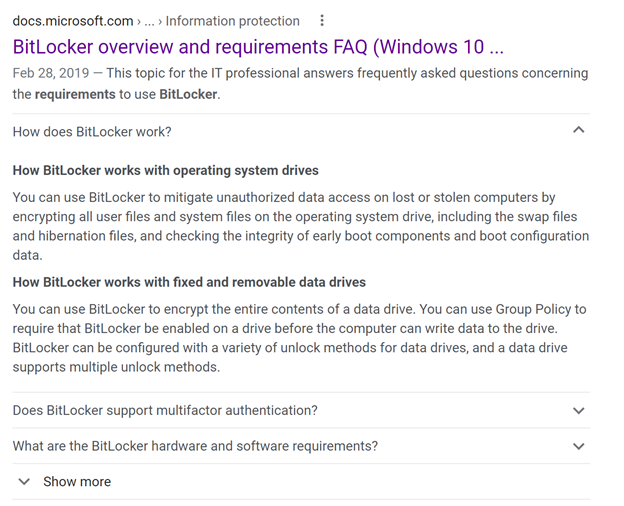 docs.microsoft.com › ... › Information protection
BitLocker overview and requirements FAQ (Windows 10 ...
Feb 28, 2019 — This topic for the IT professional answers frequently asked questions concerning
the requirements to use BitLocker.
How does BitLocker work?
How BitLocker works with operating system drives
You can use BitLocker to mitigate unauthorized data access on lost or stolen computers by
encrypting all user files and system files on the operating system drive, including the swap files
and hibernation files, and checking the integrity of early boot components and boot configuration
data.
How BitLocker works with fixed and removable data drives
You can use BitLocker to encrypt the entire contents of a data drive. You can use Group Policy to
require that BitLocker be enabled on a drive before the computer can write data to the drive.
BitLocker can be configured with a variety of unlock methods for data drives, and a data drive
supports multiple unlock methods.
Does BitLocker support multifactor authentication?
What are the BitLocker hardware and software requirements?
Show more